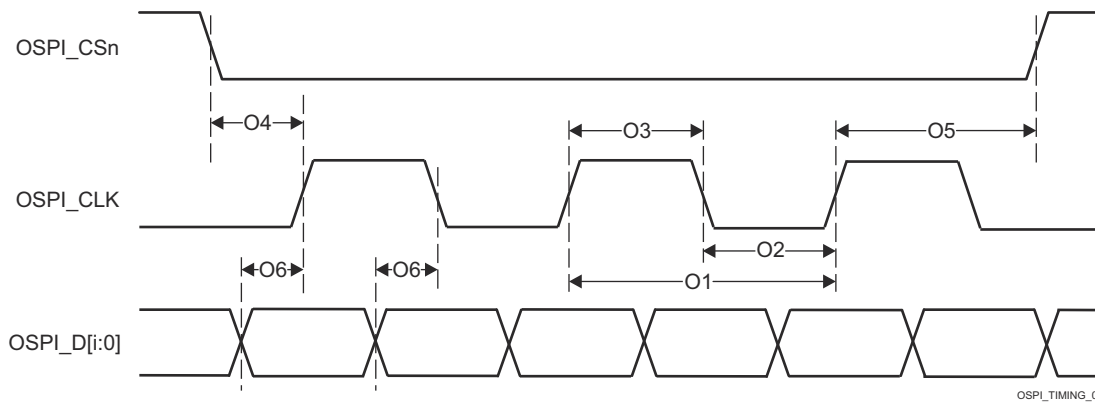 OSPI_CSn
O4
O3
O5
OSPI_CLK
O2
O6
O6
O1
OSPI_D[i:0]